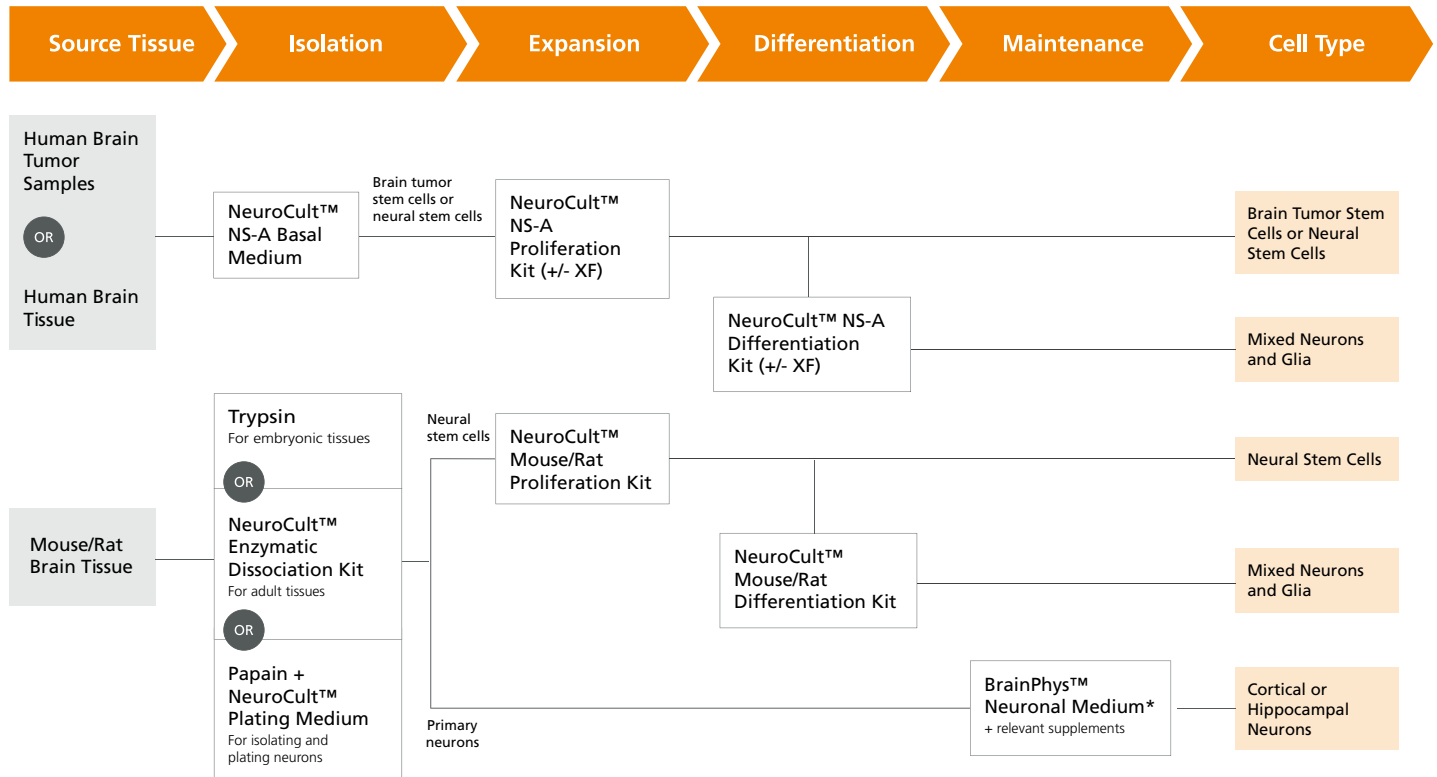 Source Tissue
Isolation
Expansion
Differentiation
Maintenance
Cell Type
Human Brain
Tumor
Samples
OR
Human Brain
Tissue
NeuroCult™
NS-A Basal
Medium
Brain tumor
stem cells or
neural stem cells
NeuroCult™
NS-A
Proliferation
Kit (+/- XF)
NeuroCult™ NS-A
Differentiation
Kit (+/- XF)
Brain Tumor Stem
Cells or Neural
Stem Cells
Mixed Neurons
and Glia
Mouse/Rat
Brain Tissue
Trypsin
For embryonic tissues
OR
NeuroCult™
Enzymatic
Dissociation Kit
For adult tissues
OR
Papain +
NeuroCult™
Plating Medium
For isolating and
plating neurons
Neural
stem cells
NeuroCult™
Mouse/Rat
Proliferation Kit
NeuroCult™
Mouse/Rat
Differentiation Kit
Neural Stem Cells
Mixed Neurons
and Glia
Primary
neurons
BrainPhys™
Neuronal Medium*
+ relevant supplements
Cortical or
Hippocampal
Neurons